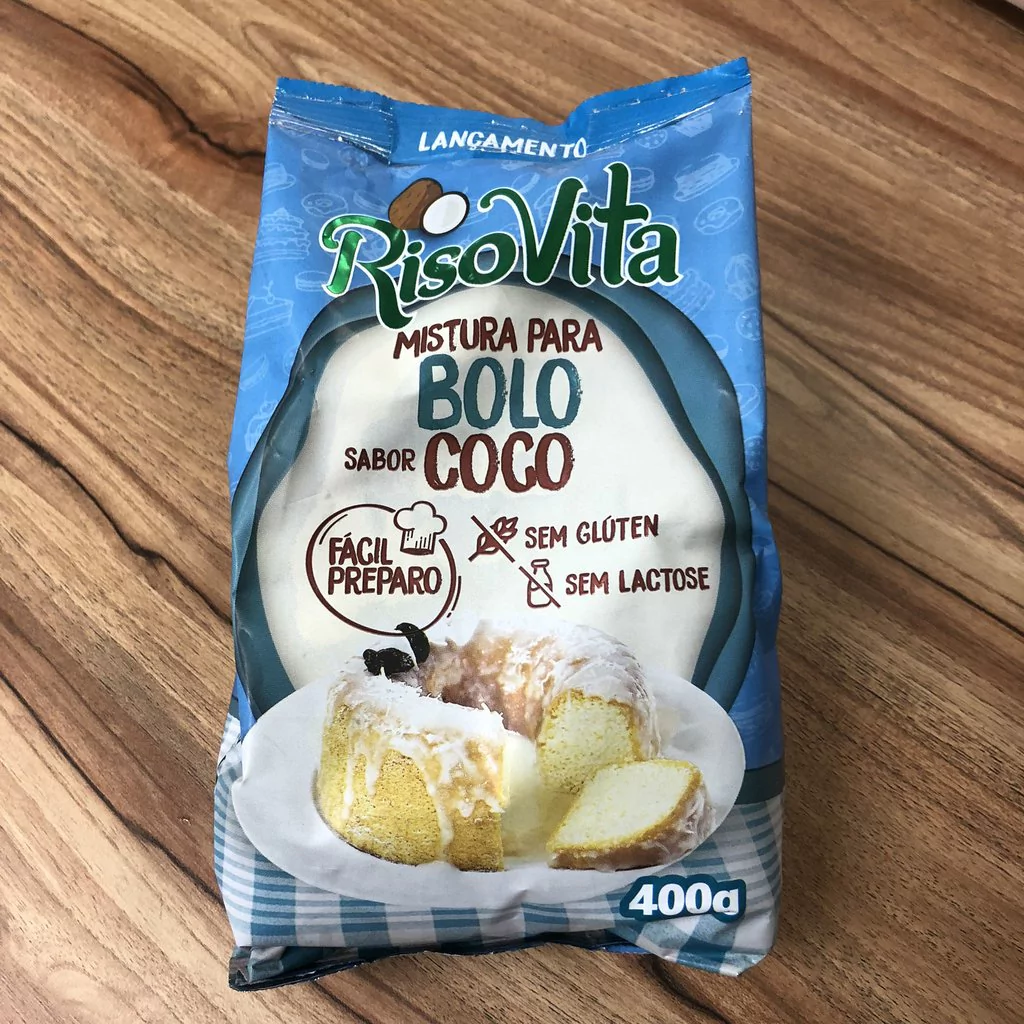 LANÇAMENTO
RisoVita
MISTURA PARA
BOLO
SABOR COCO
FÁCIL
PREPARO
SEM GLÚTEN
SEM LACTOSE
400g